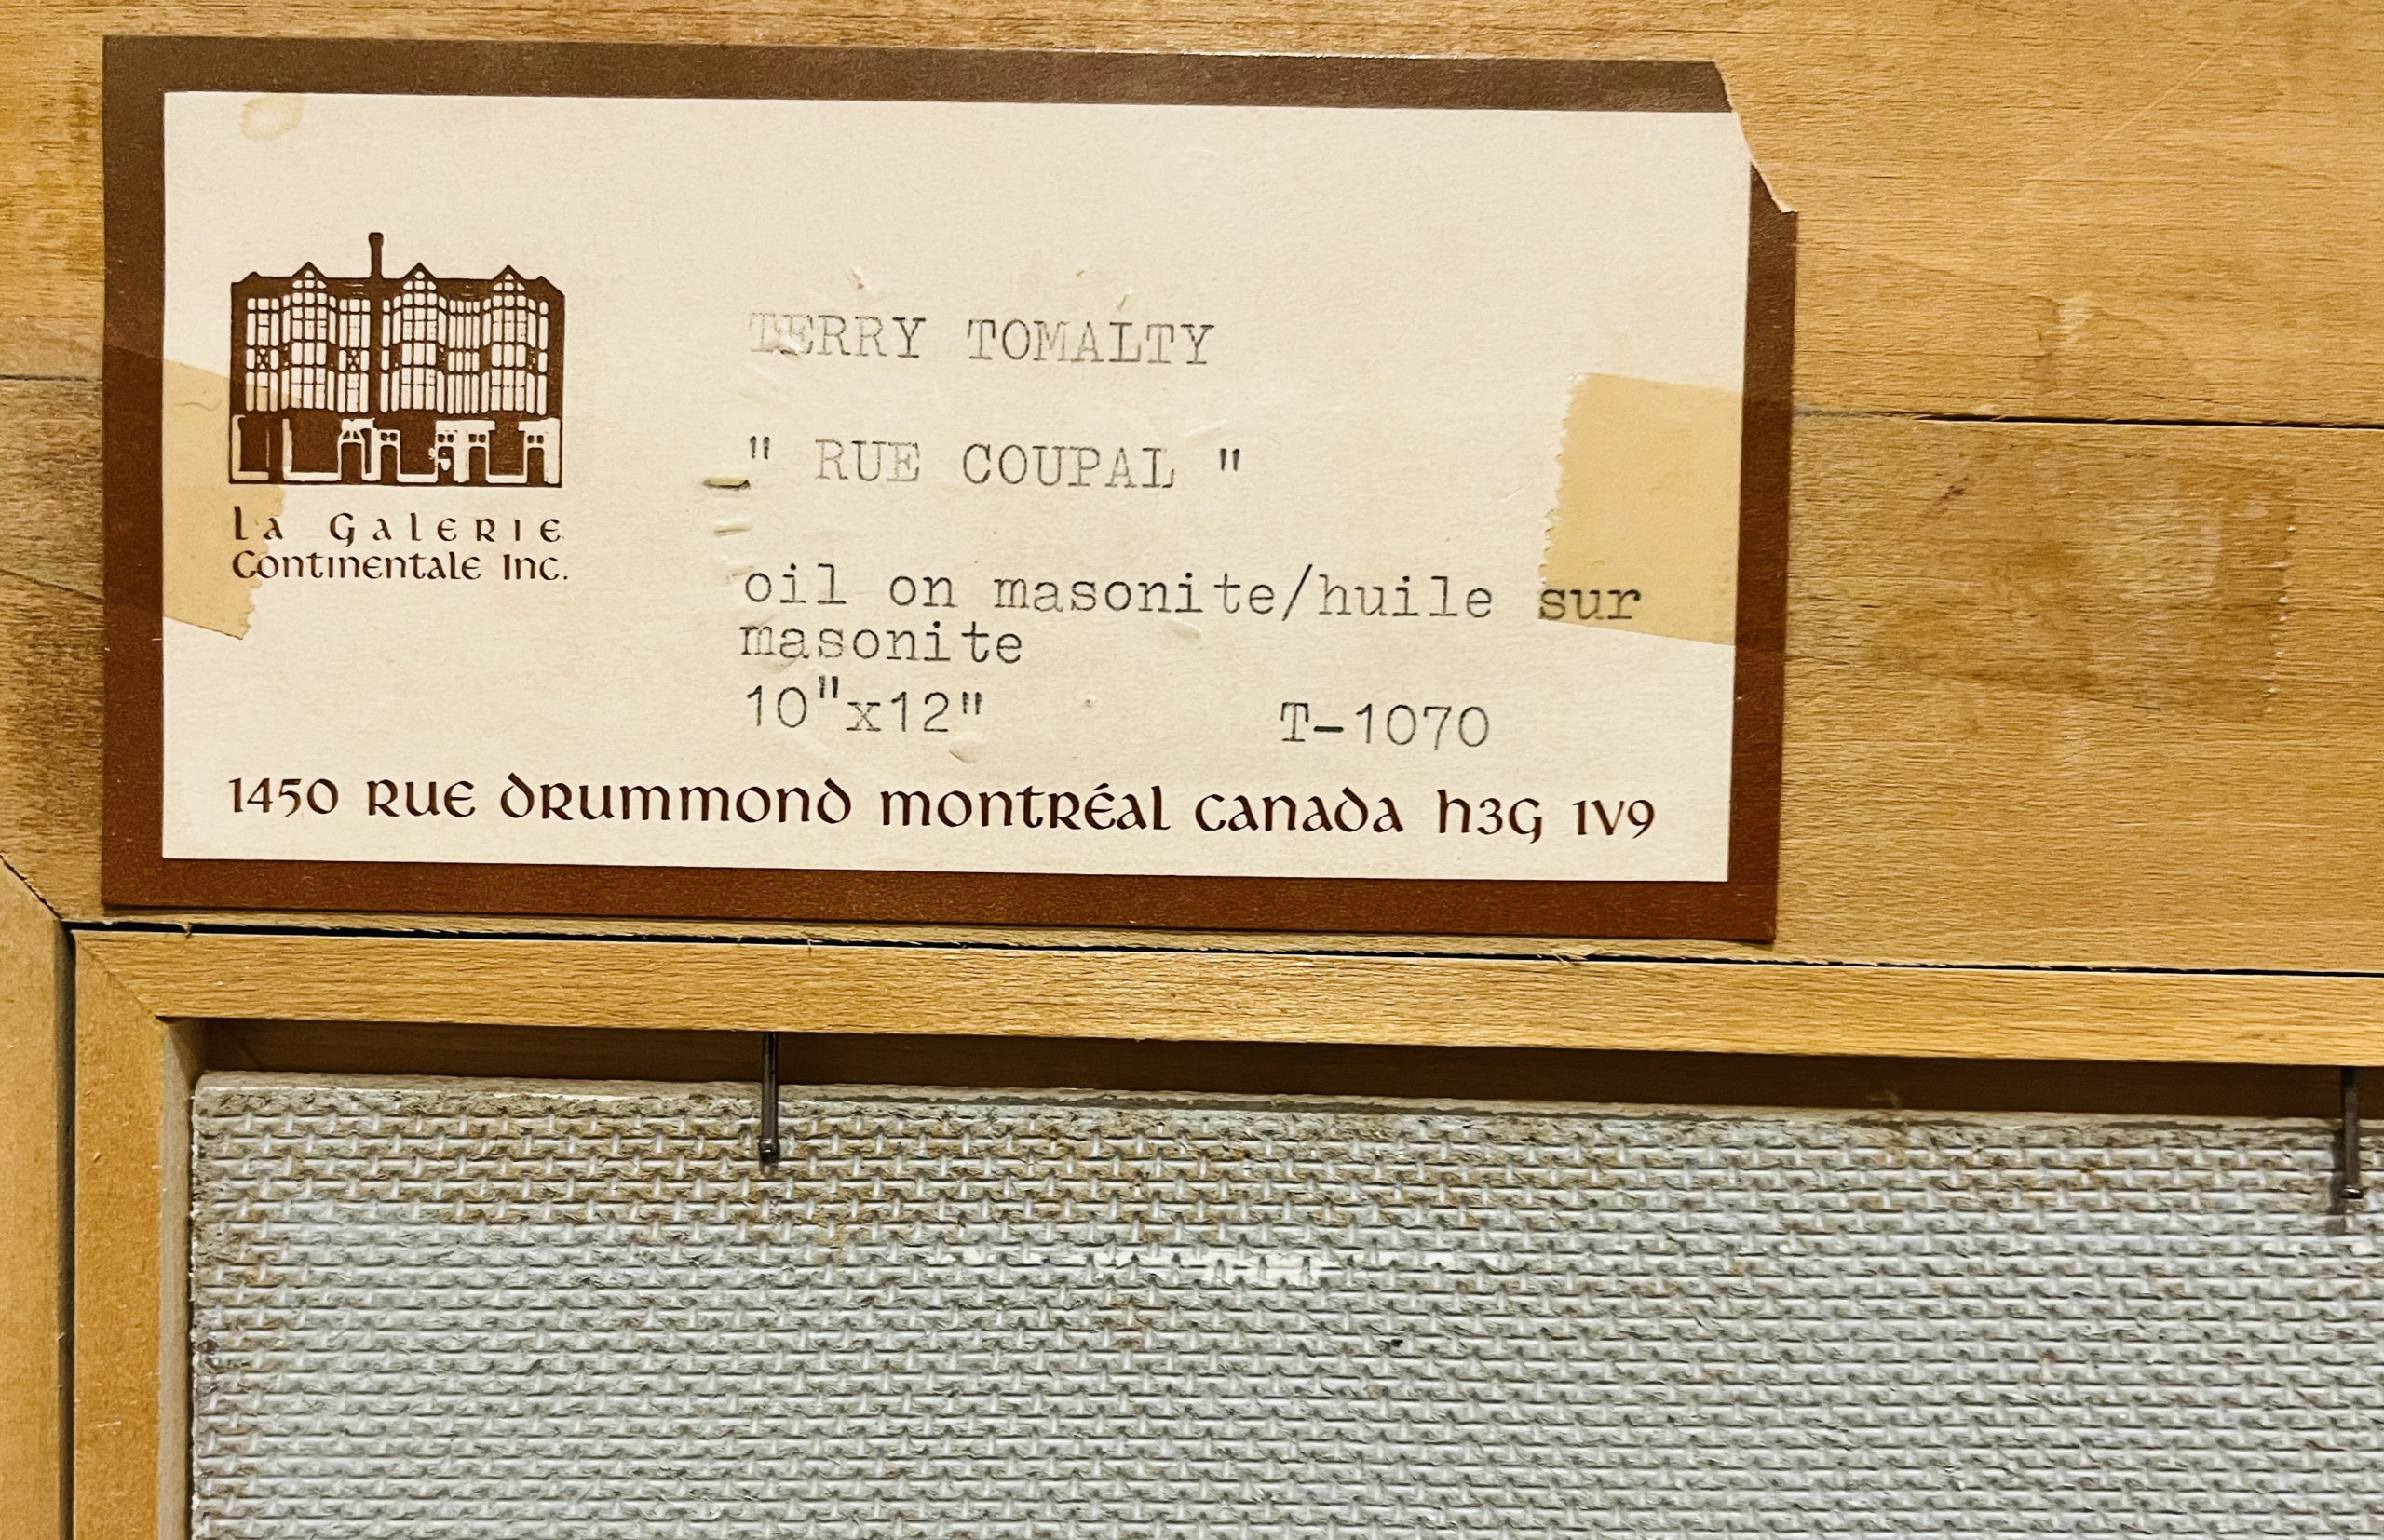 TERRY TOMALTY
" RUE COUPAL "
La Galerie
Continentale Inc.
oil on masonite/huile sur
masonite
10"x12" T-1070
1450 rue drummond montréal canada h3G 1V9